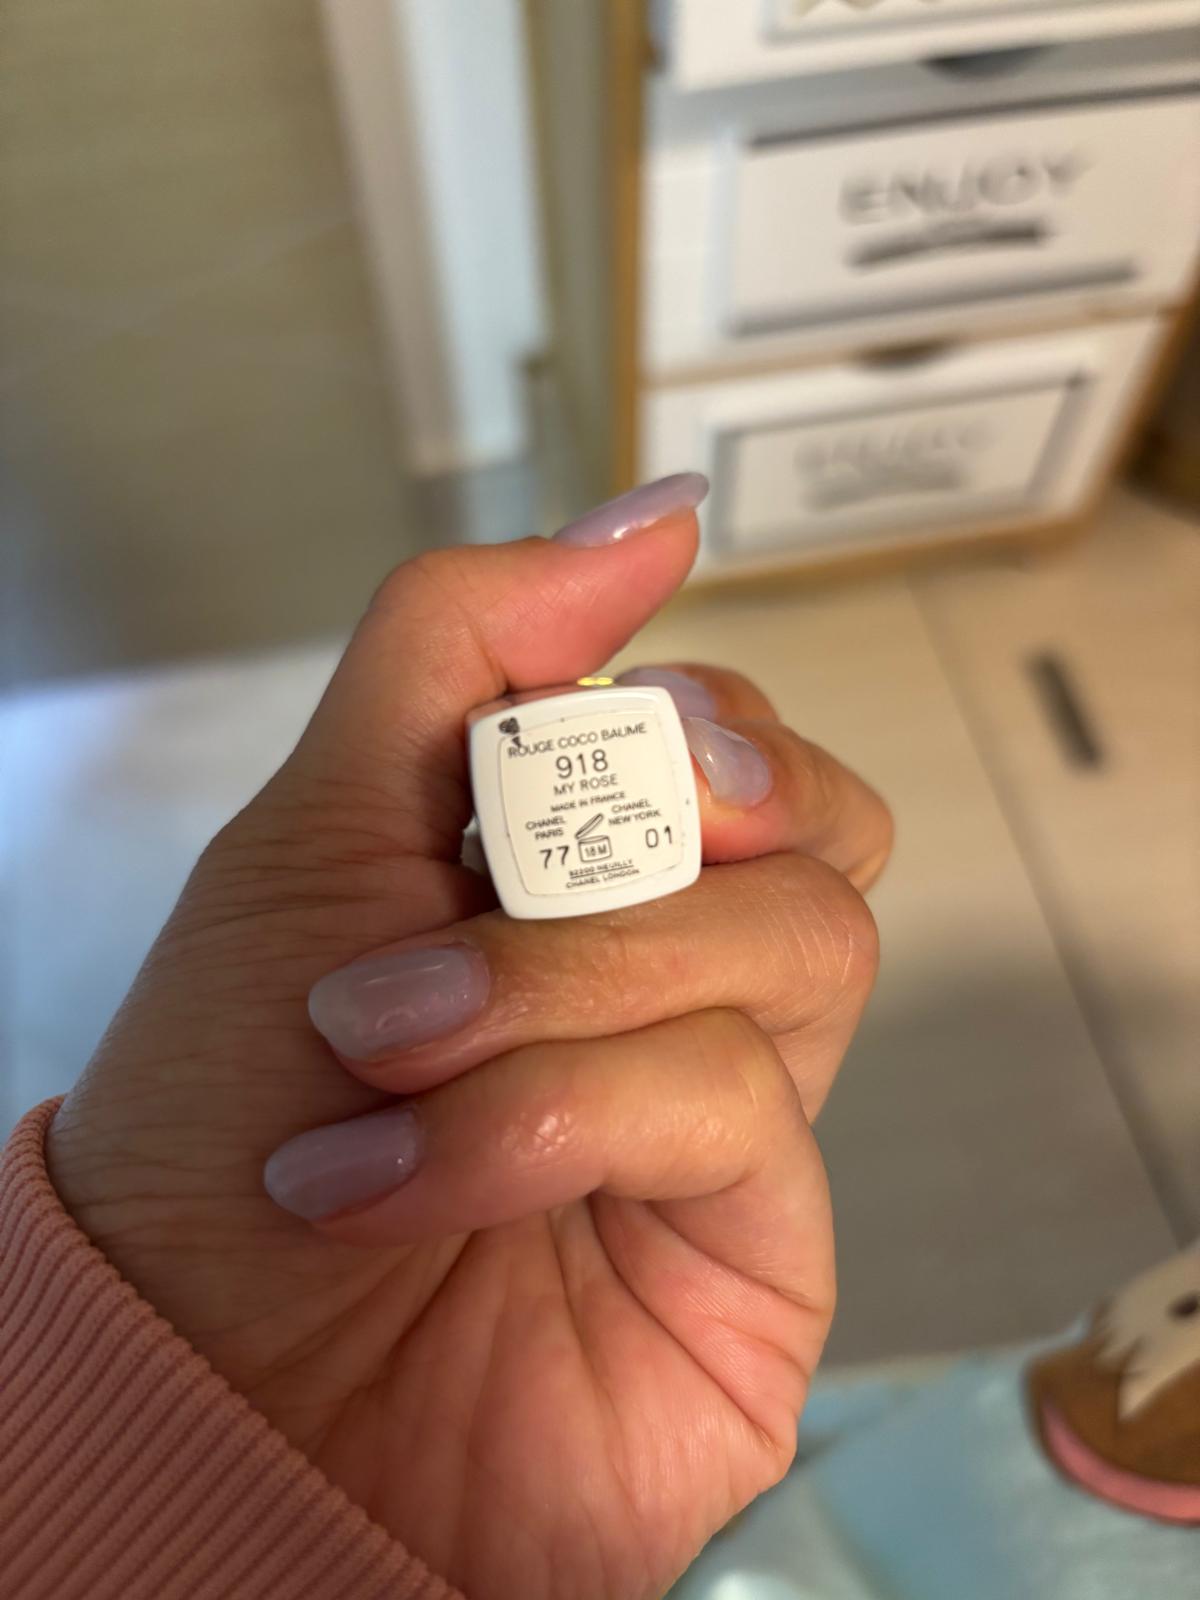 ENJOY
ROUGE COCO BAUME
918
MY ROSE
MADE IN FRANCE
CHANEL PARIS
CHANEL NEW YORK
77
18M
01
92200 NEUILLY
CHANEL LONDON